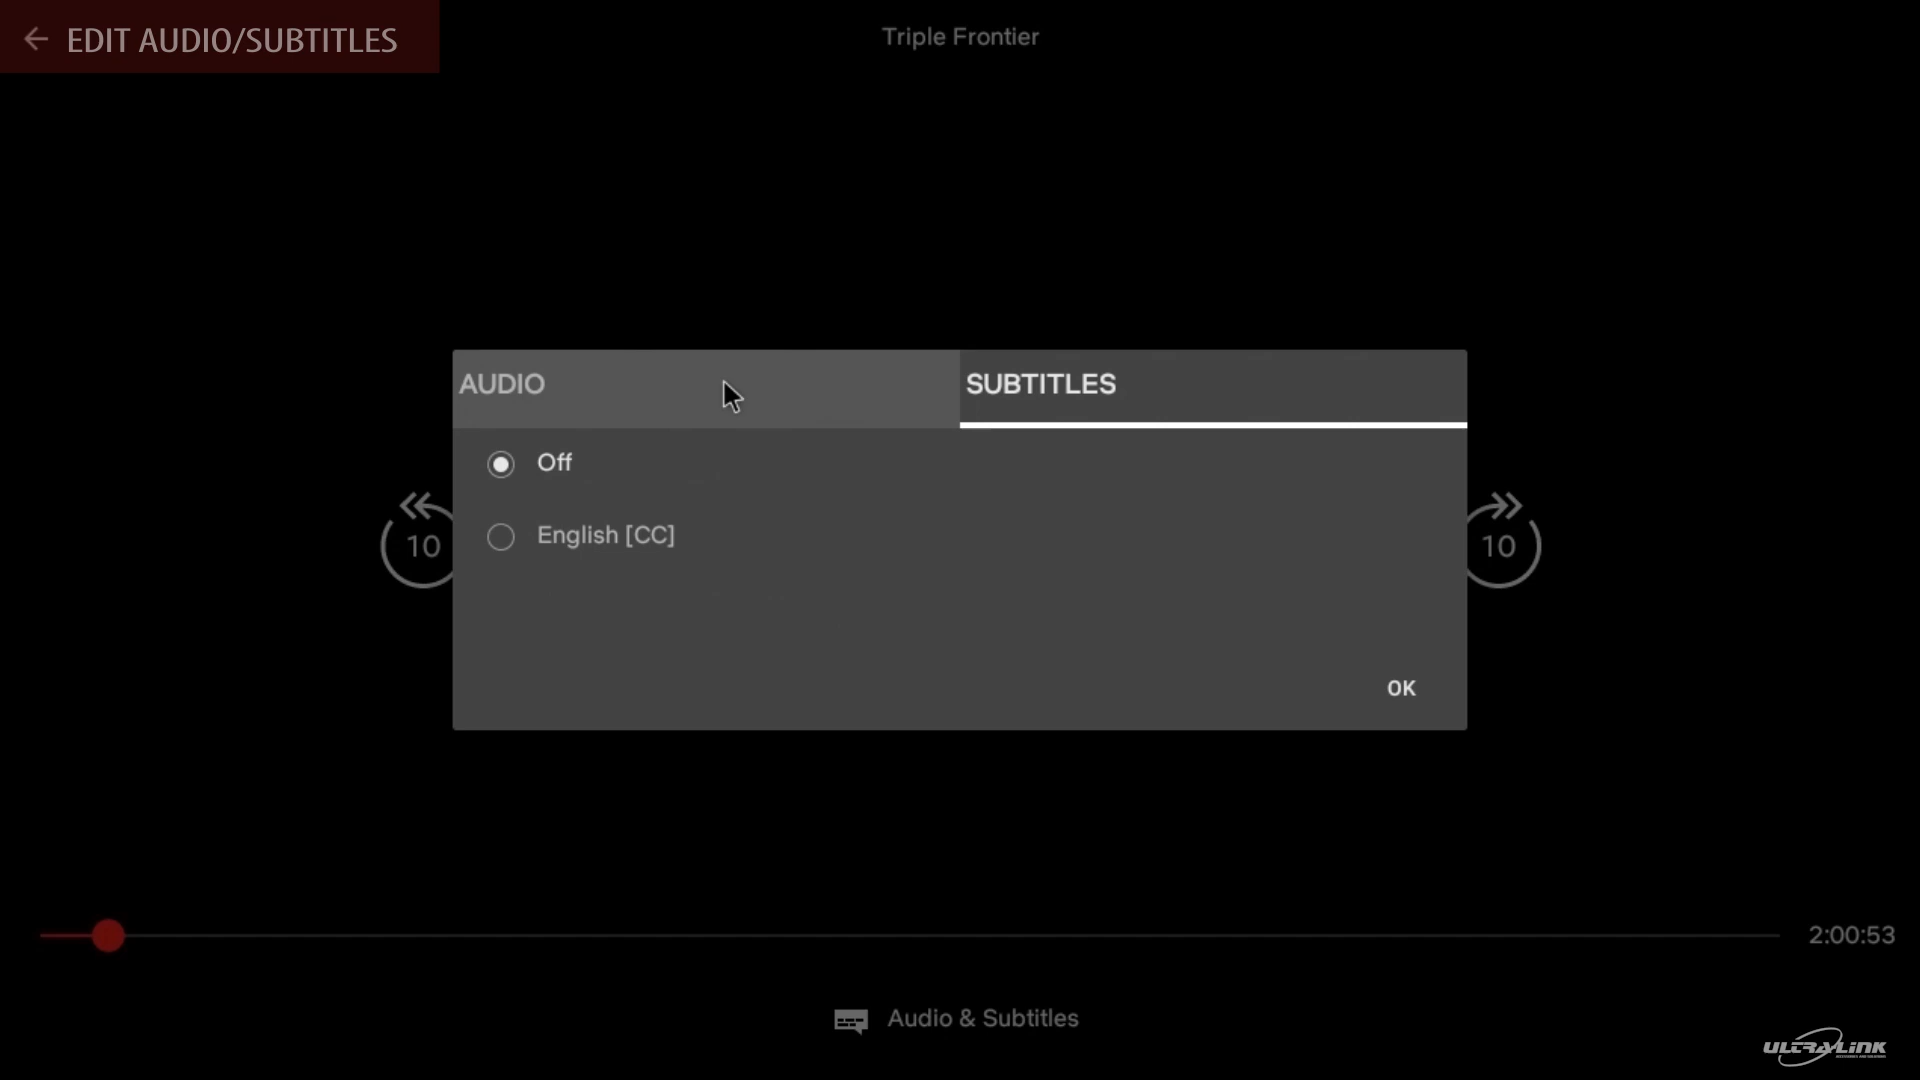 EDIT AUDIO/SUBTITLES
Triple Frontier
AUDIO
SUBTITLES
Off
10
10
English [CC]
OK
2:00:53
Audio & Subtitles
ULTRALINK